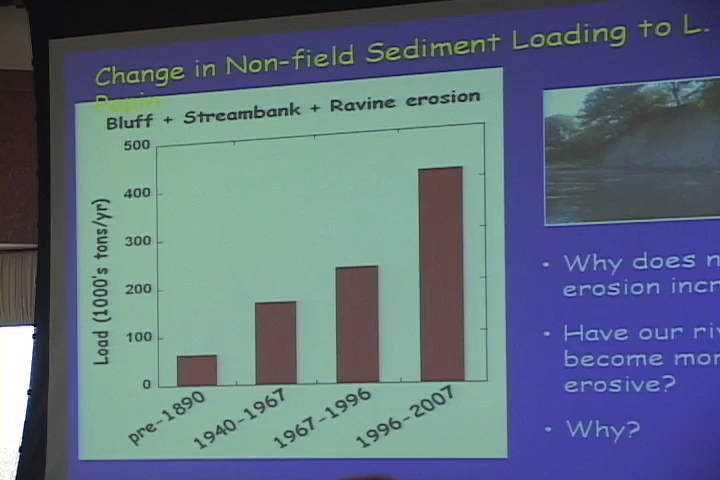 Change in Non-field Sediment Loading to L.
Pepin
Bluff + Streambank + Ravine erosion
500
400
300
200
100
0
Load (1000's tons/yr)
pre-1890
1940-1967
1967-1996
1996-2007
• Why does n
erosion incr
• Have our riv
become mor
erosive?
• Why?